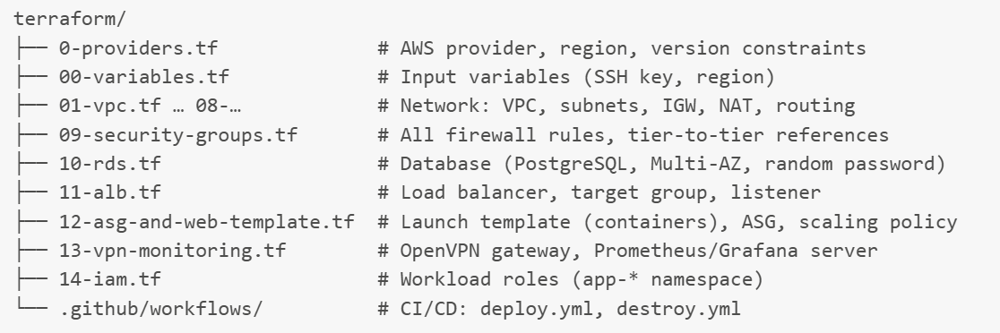 terraform/
├── 0-providers.tf              # AWS provider, region, version constraints
├── 00-variables.tf             # Input variables (SSH key, region)
├── 01-vpc.tf … 08-…            # Network: VPC, subnets, IGW, NAT, routing
├── 09-security-groups.tf       # All firewall rules, tier-to-tier references
├── 10-rds.tf                   # Database (PostgreSQL, Multi-AZ, random password)
├── 11-alb.tf                   # Load balancer, target group, listener
├── 12-asg-and-web-template.tf  # Launch template (containers), ASG, scaling policy
├── 13-vpn-monitoring.tf        # OpenVPN gateway, Prometheus/Grafana server
├── 14-iam.tf                   # Workload roles (app-* namespace)
└── .github/workflows/          # CI/CD: deploy.yml, destroy.yml